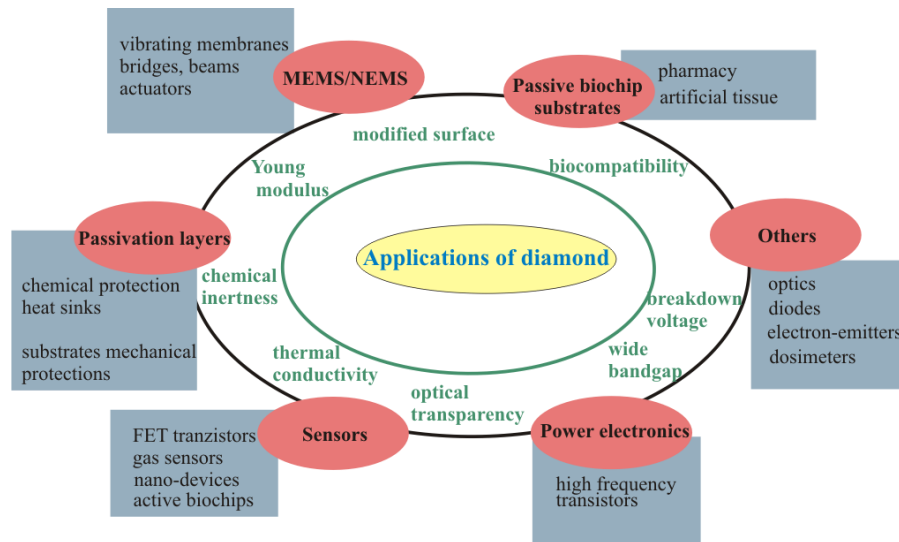 vibrating membranes
bridges, beams
actuators
MEMS/NEMS
Passive biochip
substrates
pharmacy
artificial tissue
modified surface
Young
modulus
biocompatibility
Passivation layers
chemical protection
heat sinks
substrates mechanical
protections
Applications of diamond
Others
optics
diodes
electron-emitters
dosimeters
chemical
inertness
breakdown
voltage
thermal
conductivity
wide
bandgap
optical
transparency
Sensors
FET tranzistors
gas sensors
nano-devices
active biochips
Power electronics
high frequency
transistors